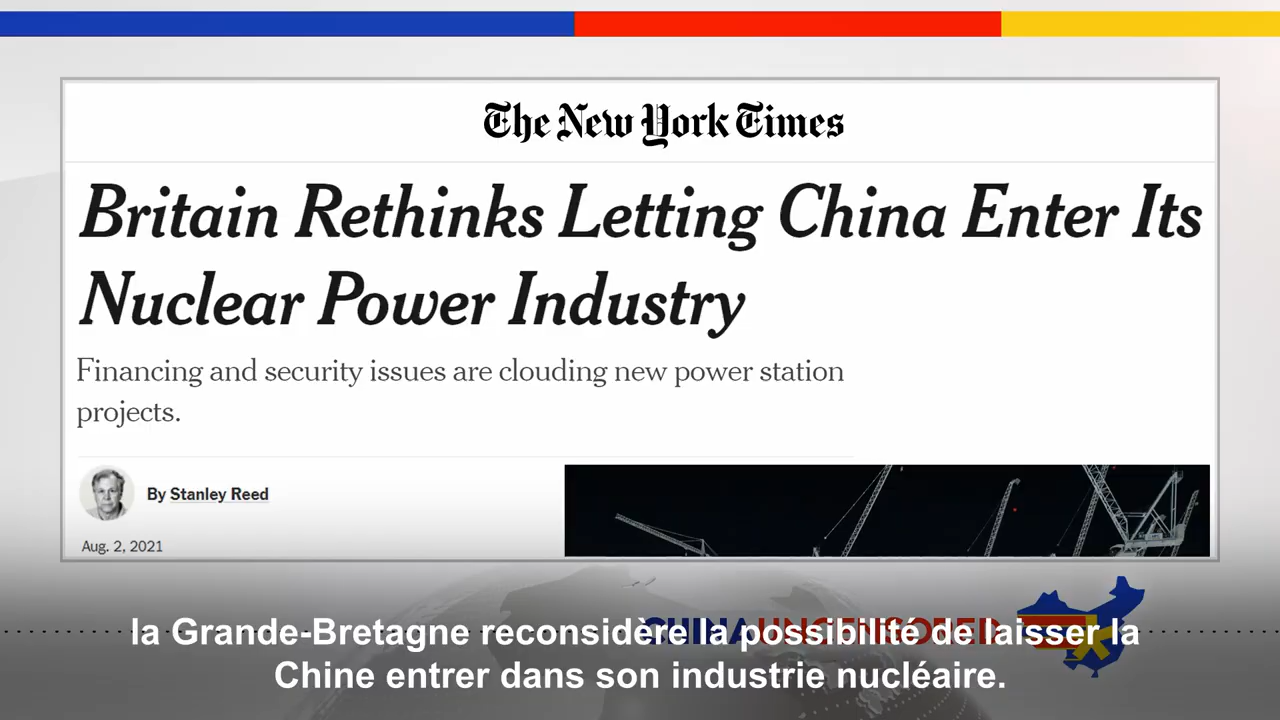 The New York Times
Britain Rethinks Letting China Enter Its
Nuclear Power Industry
Financing and security issues are clouding new power station
projects.
By Stanley Reed
Aug. 2, 2021
CHINA UNCENSORED
la Grande-Bretagne reconsidère la possibilité de laisser la
Chine entrer dans son industrie nucléaire.